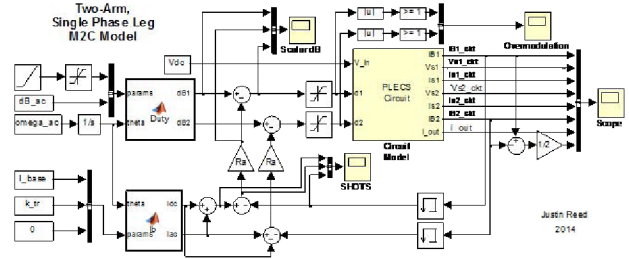 Two-Arm,
Single Phase Leg
M2C Model
|u|
>= 1
|u|
>= 1
Overmodulation
Vdc
V_in
PLECS
Circuit
IB1
Vs1
Is1
Vs2
Is2
IB2
I_out
IB1_ckt
Vs1_ckt
Is1_ckt
Vs2_ckt
Is2_ckt
IB2_ckt
I_out
Scope
dB_ac
omega_ac
1/s
params
theta
Duty
dB1
dB2
d1
d2
Circuit
Model
1/2
Ra
Ra
SHOTS
I_base
k_tr
0
theta
params
Ib
Idc
Iac
Justin Reed
2014